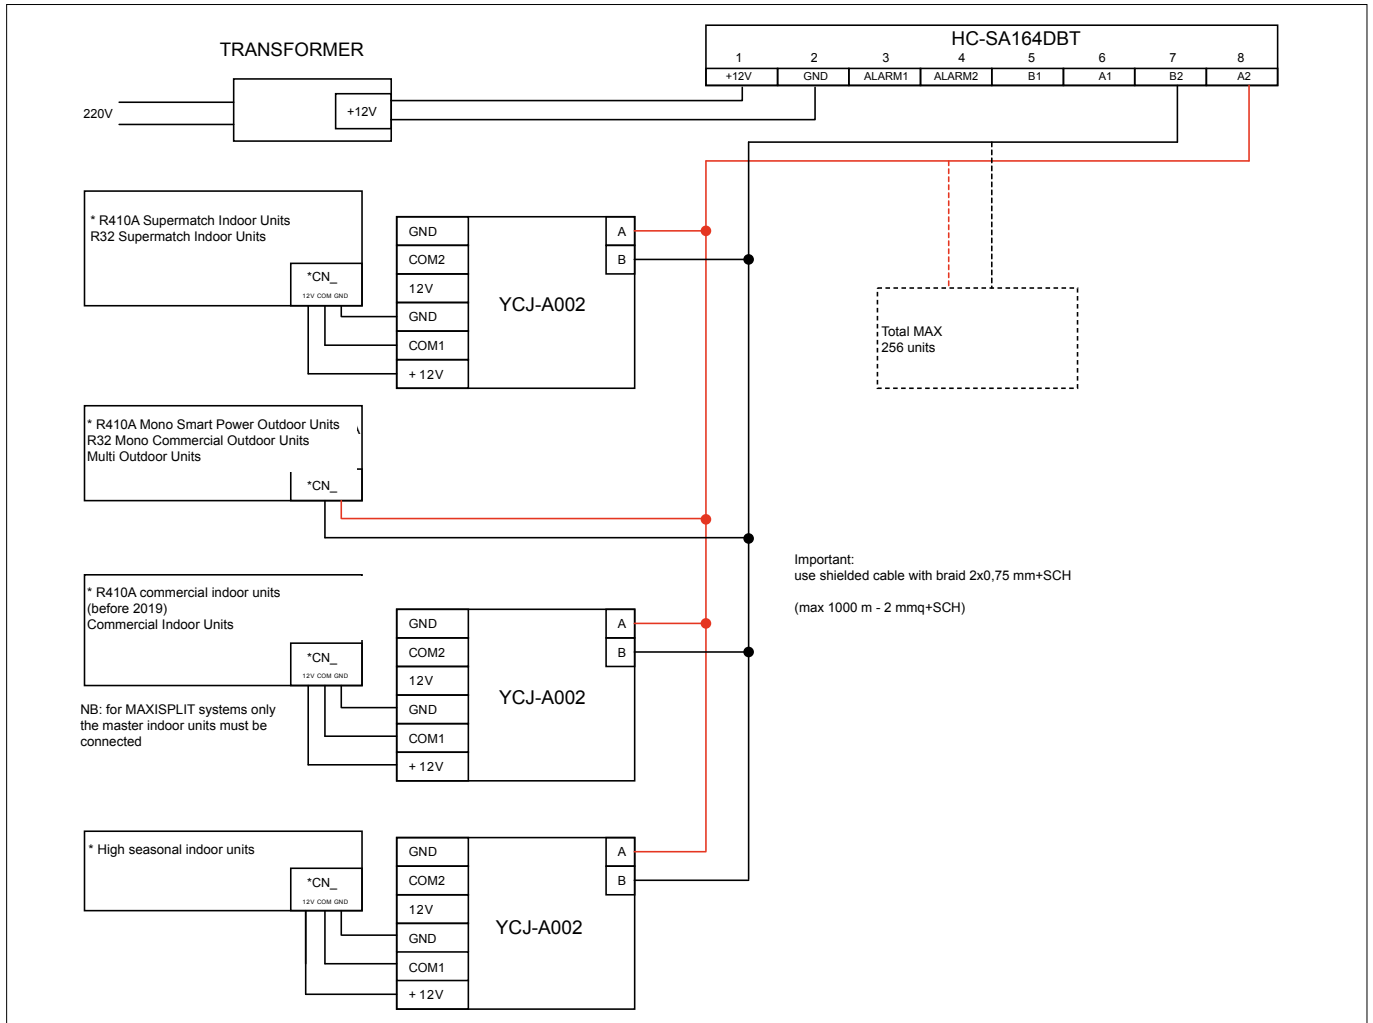 TRANSFORMER
220V
+12V
HC-SA164DBT
1 2 3 4 5 6 7 8
+12V GND ALARM1 ALARM2 B1 A1 B2 A2
* R410A Supermatch Indoor Units
R32 Supermatch Indoor Units
*CN_
12V COM GND
GND
COM2
12V
GND
COM1
+ 12V
YCJ-A002
A
B
Total MAX
256 units
* R410A Mono Smart Power Outdoor Units
R32 Mono Commercial Outdoor Units
Multi Outdoor Units
*CN_
Important:
use shielded cable with braid 2x0,75 mm+SCH
(max 1000 m - 2 mmq+SCH)
* R410A commercial indoor units
(before 2019)
Commercial Indoor Units
*CN_
12V COM GND
NB: for MAXISPLIT systems only
the master indoor units must be
connected
GND
COM2
12V
GND
COM1
+ 12V
YCJ-A002
A
B
* High seasonal indoor units
*CN_
12V COM GND
GND
COM2
12V
GND
COM1
+ 12V
YCJ-A002
A
B